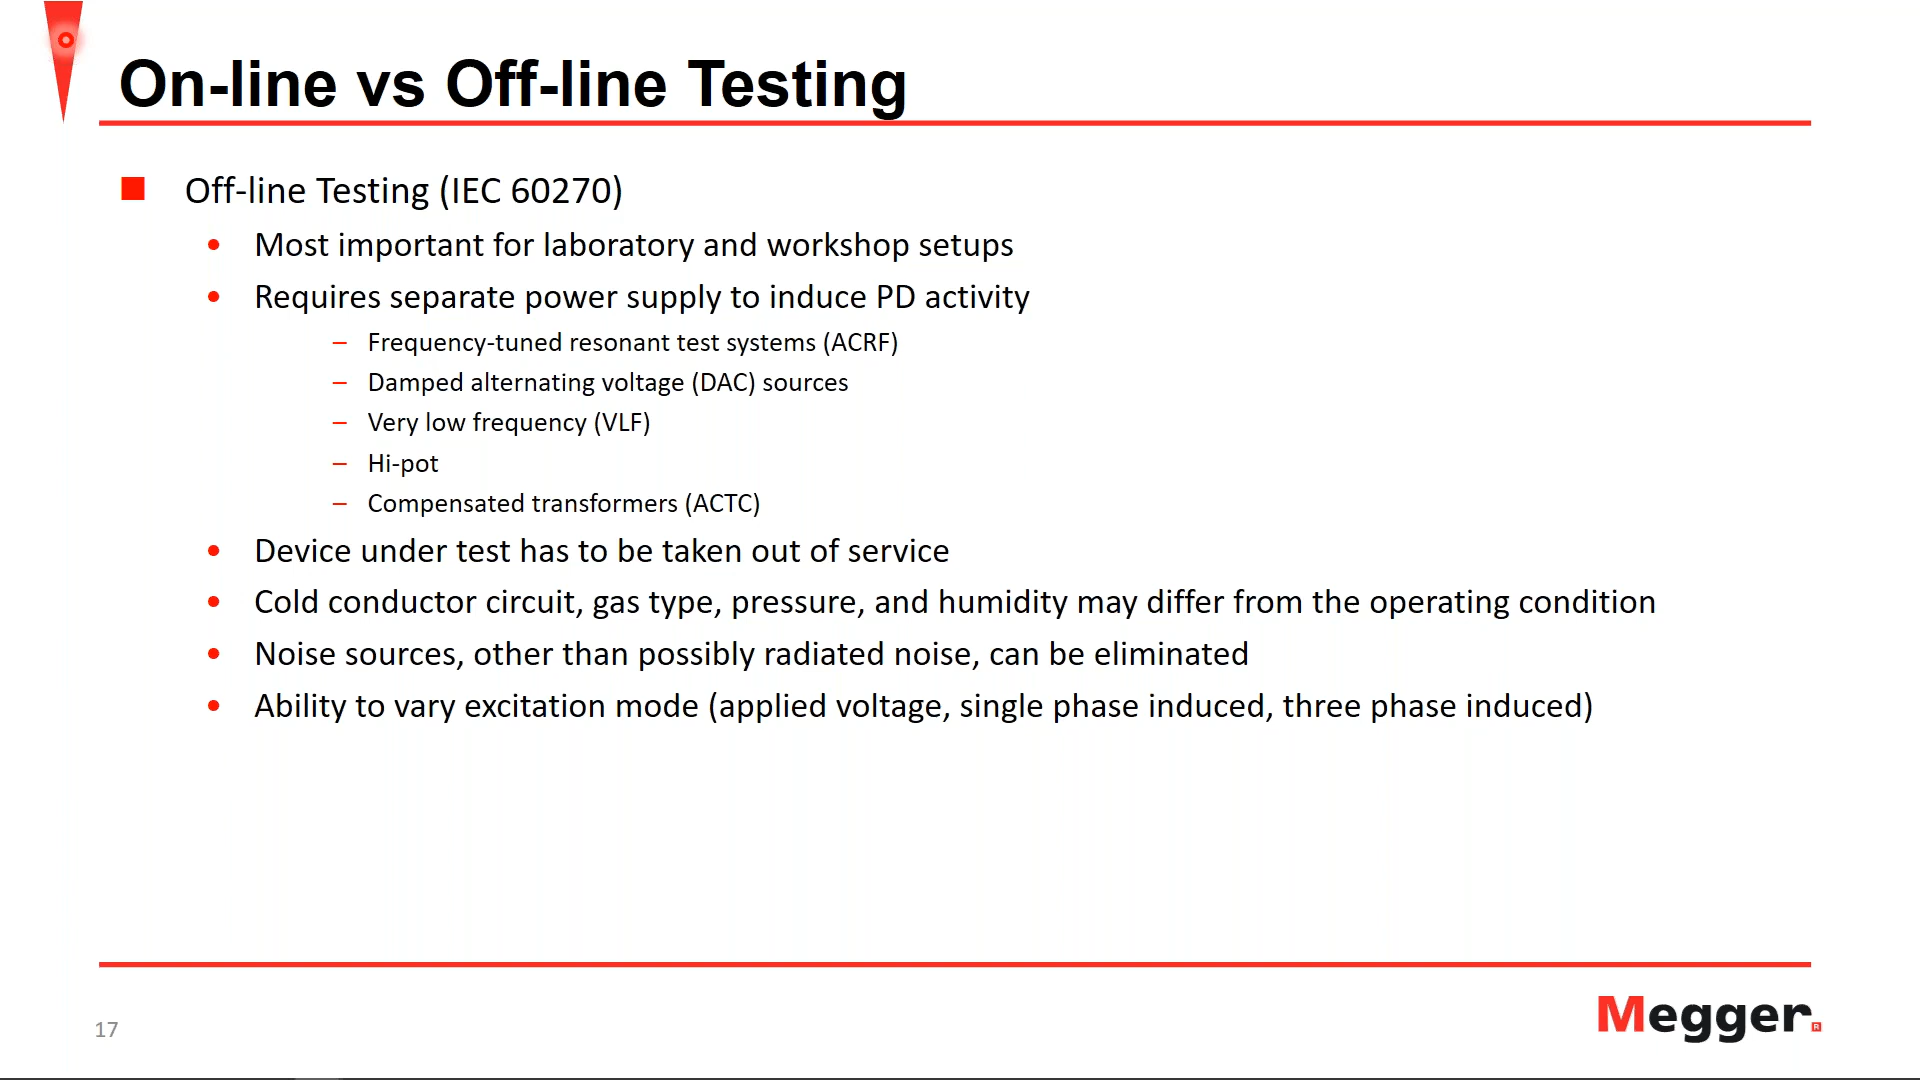 On-line vs Off-line Testing
Off-line Testing (IEC 60270)
Most important for laboratory and workshop setups
Requires separate power supply to induce PD activity
– Frequency-tuned resonant test systems (ACRF)
– Damped alternating voltage (DAC) sources
– Very low frequency (VLF)
– Hi-pot
– Compensated transformers (ACTC)
Device under test has to be taken out of service
Cold conductor circuit, gas type, pressure, and humidity may differ from the operating condition
Noise sources, other than possibly radiated noise, can be eliminated
Ability to vary excitation mode (applied voltage, single phase induced, three phase induced)
17
Megger®